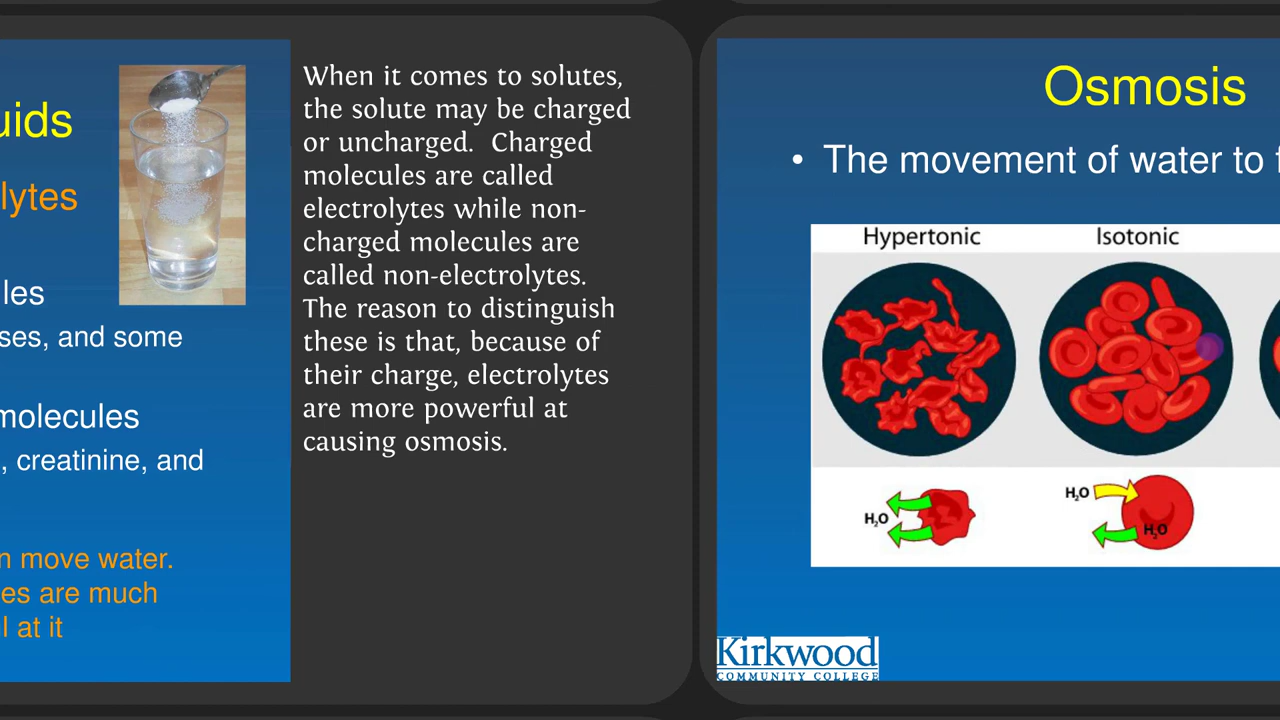 uids
lytes
les
ses, and some
molecules
, creatinine, and
n move water.
es are much
l at it
When it comes to solutes,
the solute may be charged
or uncharged.  Charged
molecules are called
electrolytes while non-
charged molecules are
called non-electrolytes.
The reason to distinguish
these is that, because of
their charge, electrolytes
are more powerful at
causing osmosis.
Osmosis
• The movement of water to f
Hypertonic
Isotonic
H₂O
H₂O
H₂O
Kirkwood
COMMUNITY COLLEGE